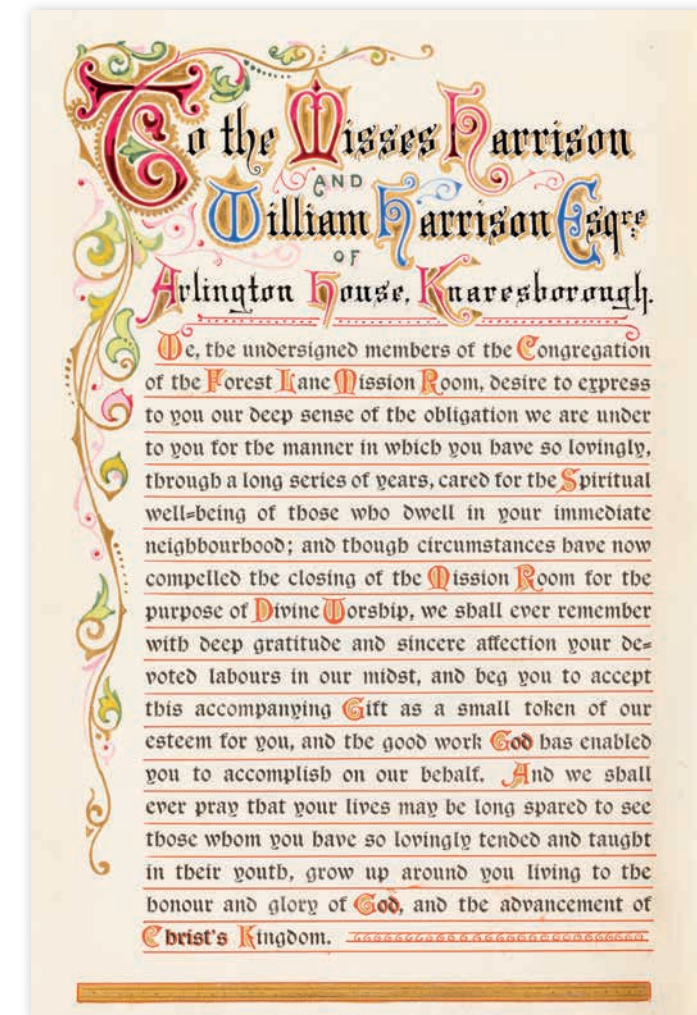 To the Misses Harrison
AND
William Harrison Esqre
OF
Arlington House, Knaresborough.
We, the undersigned members of the Congregation
of the Forest Lane Mission Room, desire to express
to you our deep sense of the obligation we are under
to you for the manner in which you have so lovingly,
through a long series of years, cared for the Spiritual
well=being of those who dwell in your immediate
neighbourhood; and though circumstances have now
compelled the closing of the Mission Room for the
purpose of Divine Worship, we shall ever remember
with deep gratitude and sincere affection your de=
voted labours in our midst, and beg you to accept
this accompanying Gift as a small token of our
esteem for you, and the good work God has enabled
you to accomplish on our behalf. And we shall
ever pray that your lives may be long spared to see
those whom you have so lovingly tended and taught
in their youth, grow up around you living to the
honour and glory of God, and the advancement of
Christ's Kingdom.